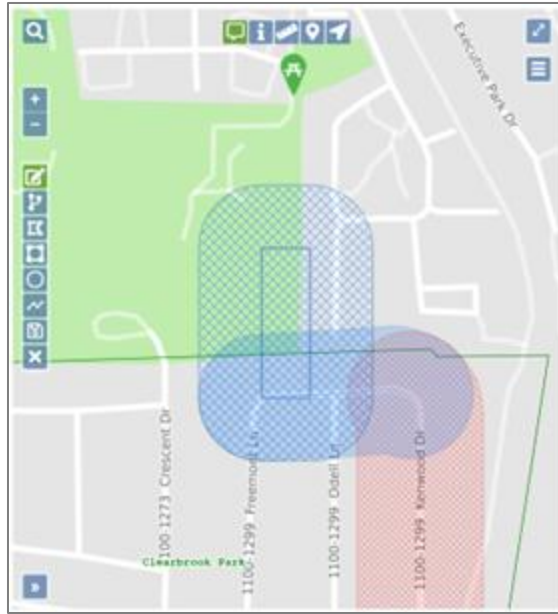 Executive Park Dr
1100-1273 Crescent Dr
1100-1299 Freemont Ln
1100-1299 Odell Ln
1100-1299 Kenwood Dr
Clearbrook Park